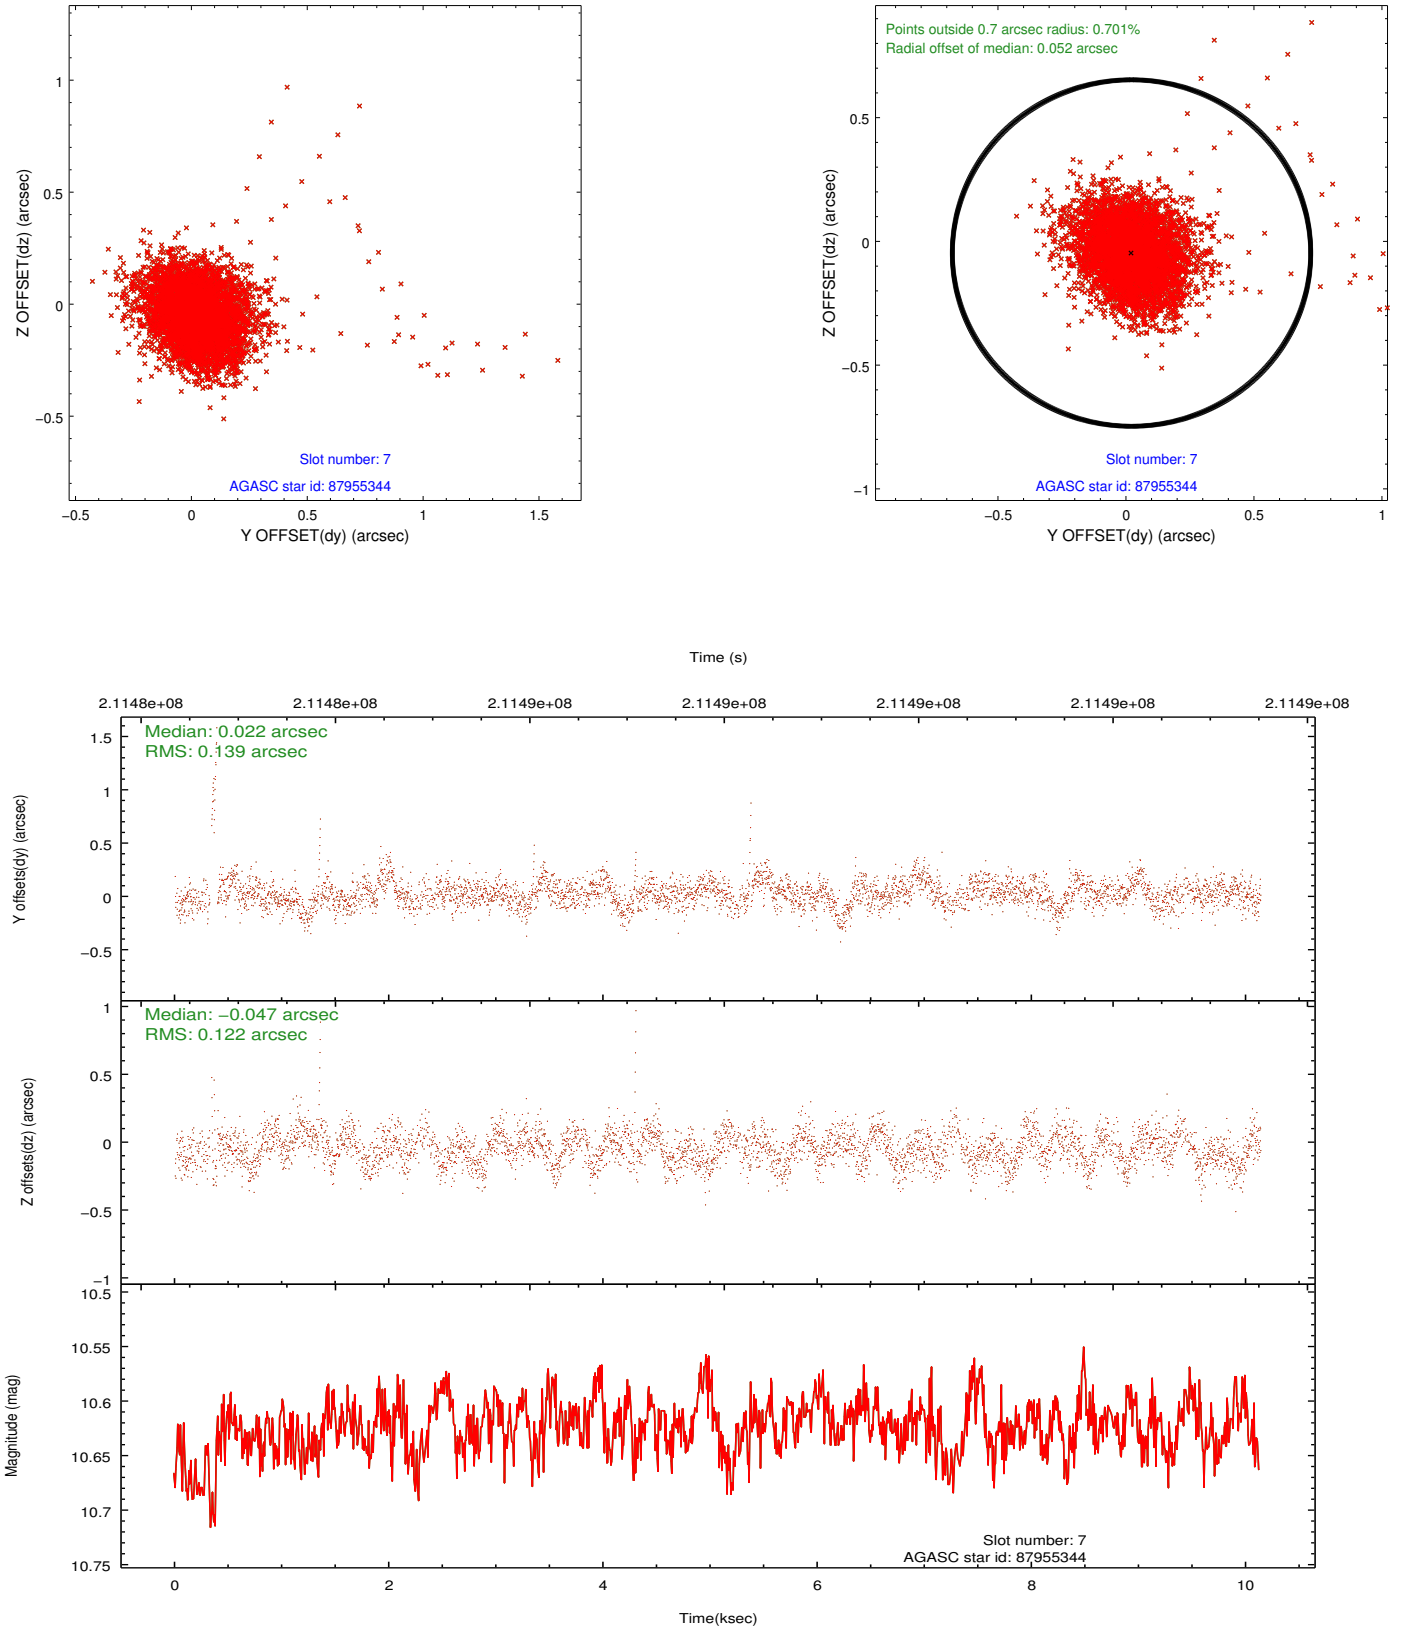 1
0.5
0
−0.5
Z OFFSET(dz) (arcsec)
Slot number: 7
AGASC star id: 87955344
−0.5 0 0.5 1 1.5
Y OFFSET(dy) (arcsec)
Points outside 0.7 arcsec radius: 0.701%
Radial offset of median: 0.052 arcsec
0.5
0
−0.5
−1
Z OFFSET(dz) (arcsec)
Slot number: 7
AGASC star id: 87955344
−0.5 0 0.5 1
Y OFFSET(dy) (arcsec)
Time (s)
2.1148e+08 2.1148e+08 2.1149e+08 2.1149e+08 2.1149e+08 2.1149e+08 2.1149e+08
Median: 0.022 arcsec
RMS: 0.139 arcsec
1.5
1
0.5
0
−0.5
Y offsets(dy) (arcsec)
Median: −0.047 arcsec
RMS: 0.122 arcsec
1
0.5
0
−0.5
−1
Z offsets(dz) (arcsec)
10.5
10.55
10.6
10.65
10.7
10.75
Magnitude (mag)
Slot number: 7
AGASC star id: 87955344
0 2 4 6 8 10
Time(ksec)